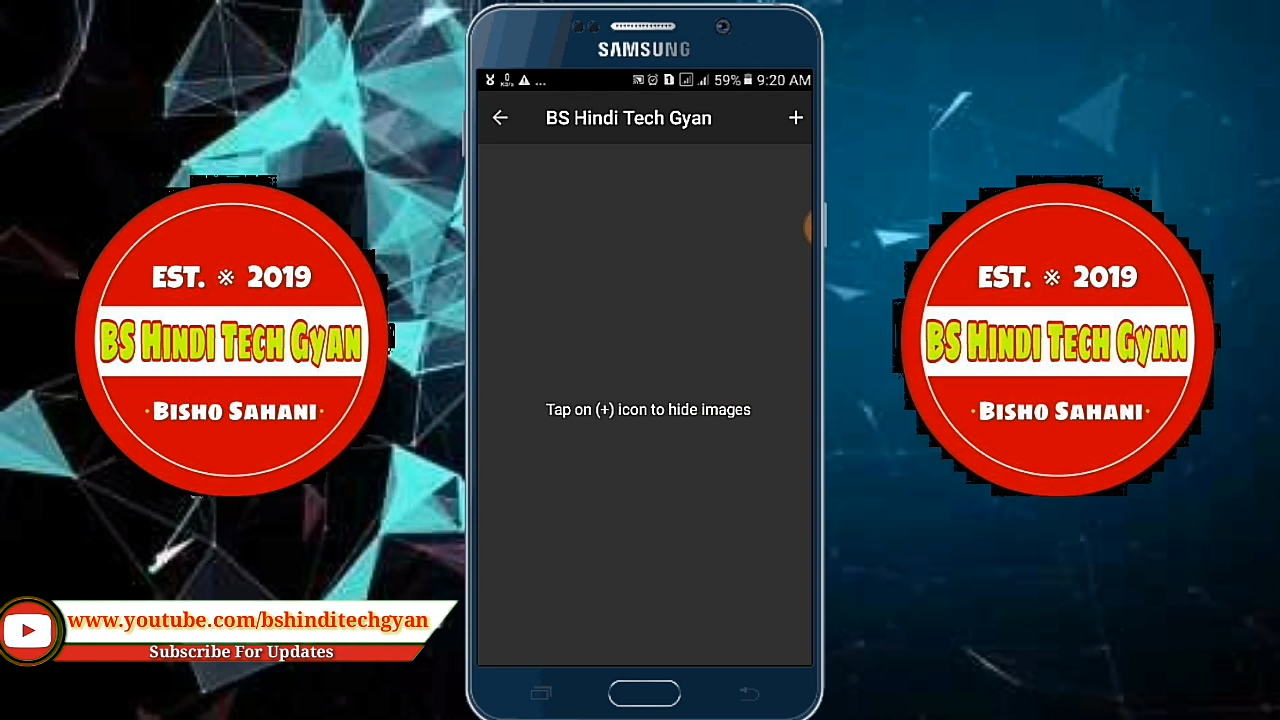 SAMSUNG
59% 9:20 AM
BS Hindi Tech Gyan
Tap on (+) icon to hide images
EST. ※ 2019
BS HINDI TECH GYAN
•BISHO SAHANI•
EST. ※ 2019
BS HINDI TECH GYAN
•BISHO SAHANI•
www.youtube.com/bshinditechgyan
Subscribe For Updates